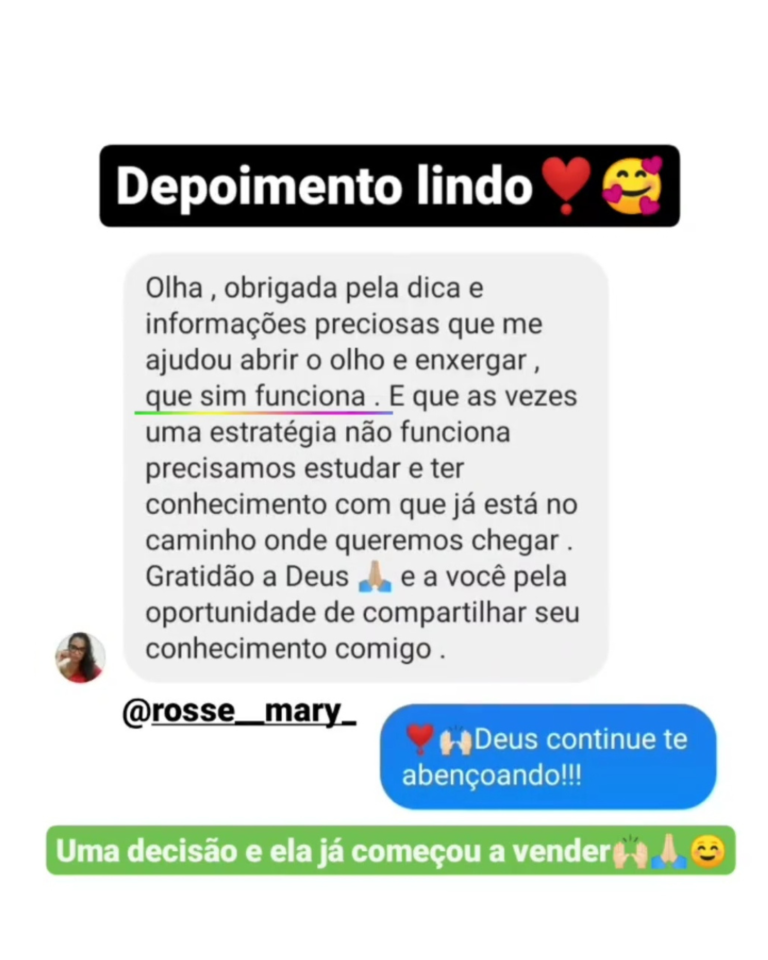 Depoimento lindo❣️🥰
Olha , obrigada pela dica e
informações preciosas que me
ajudou abrir o olho e enxergar ,
que sim funciona . E que as vezes
uma estratégia não funciona
precisamos estudar e ter
conhecimento com que já está no
caminho onde queremos chegar .
Gratidão a Deus 🙏🏼 e a você pela
oportunidade de compartilhar seu
conhecimento comigo .
@rosse__mary_
❣️🙌🏻Deus continue te
abençoando!!!
Uma decisão e ela já começou a vender🙌🏻🙏🏼☺️